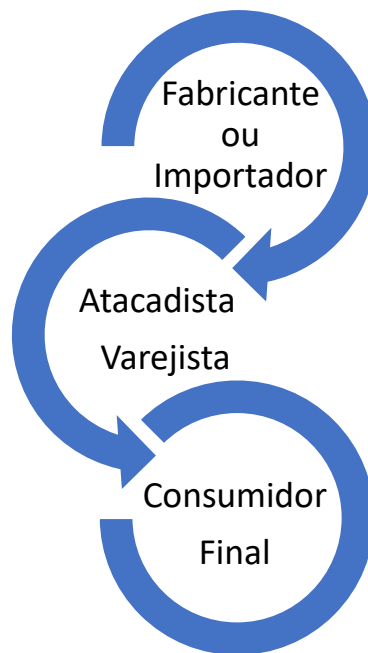 Fabricante
ou
Importador
Atacadista
Varejista
Consumidor
Final